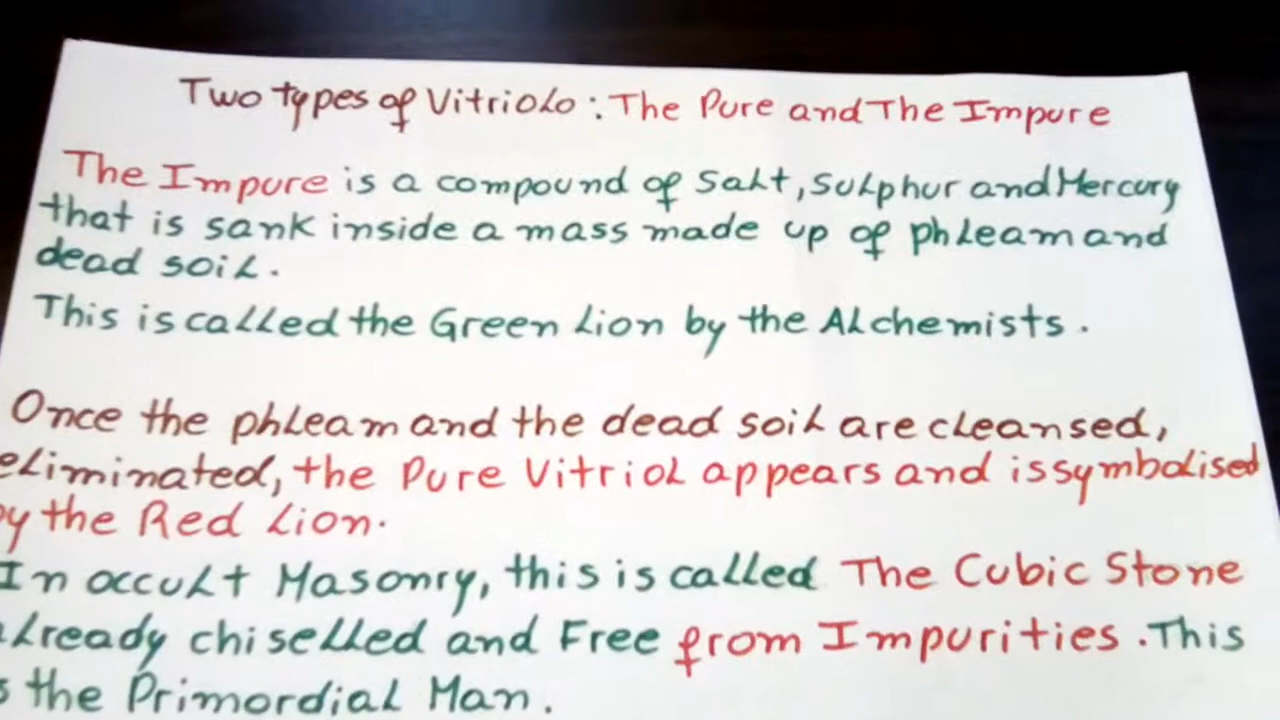 Two types of Vitriolo: The Pure and The Impure
The Impure is a compound of Salt, Sulphur and Mercury
that is sank inside a mass made up of phleam and
dead soil.
This is called the Green Lion by the Alchemists.
Once the phleam and the dead soil are cleansed,
eliminated, the Pure Vitriol appears and is symbolised
by the Red Lion.
In occult Masonry, this is called The Cubic Stone
already chiselled and Free from Impurities. This
s the Primordial Man.